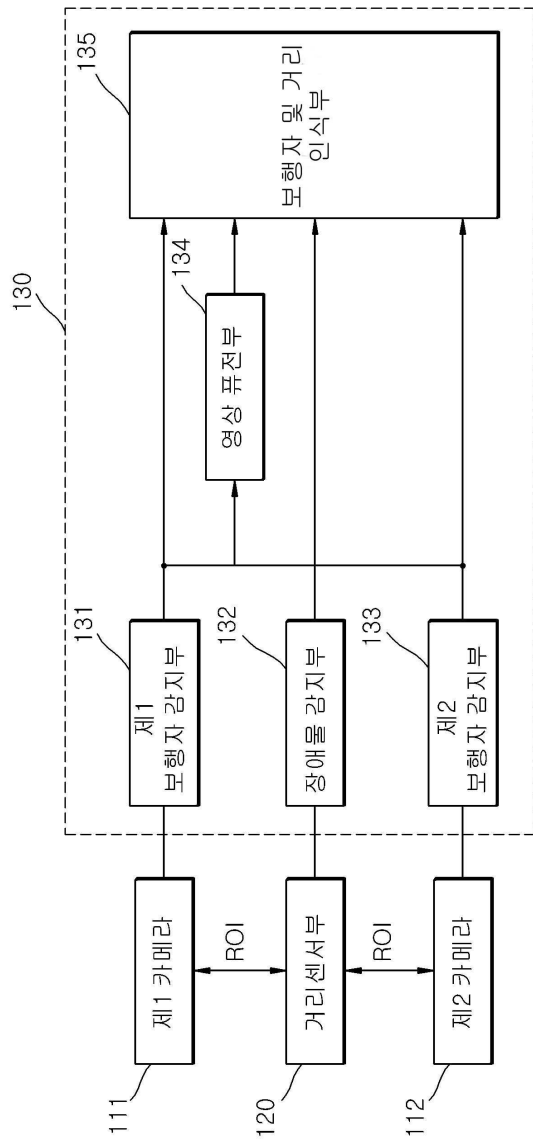 130
135
보행자 및 거리
인식부
134
영상 퓨전부
131
제1
보행자 감지부
132
장애물 감지부
133
제2
보행자 감지부
제1 카메라
111
ROI
거리센서부
120
ROI
제2 카메라
112